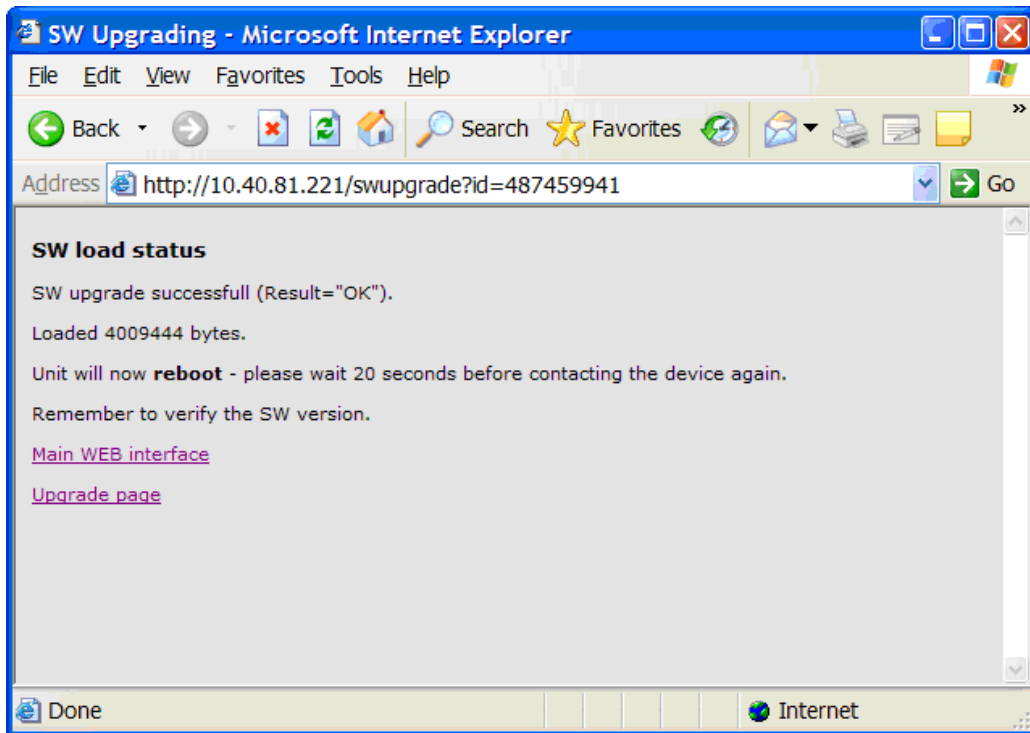 SW Upgrading - Microsoft Internet Explorer
File Edit View Favorites Tools Help
Back Search Favorites »
Address http://10.40.81.221/swupgrade?id=487459941 Go
SW load status
SW upgrade successfull (Result="OK").
Loaded 4009444 bytes.
Unit will now reboot - please wait 20 seconds before contacting the device again.
Remember to verify the SW version.
Main WEB interface
Upgrade page
Done Internet